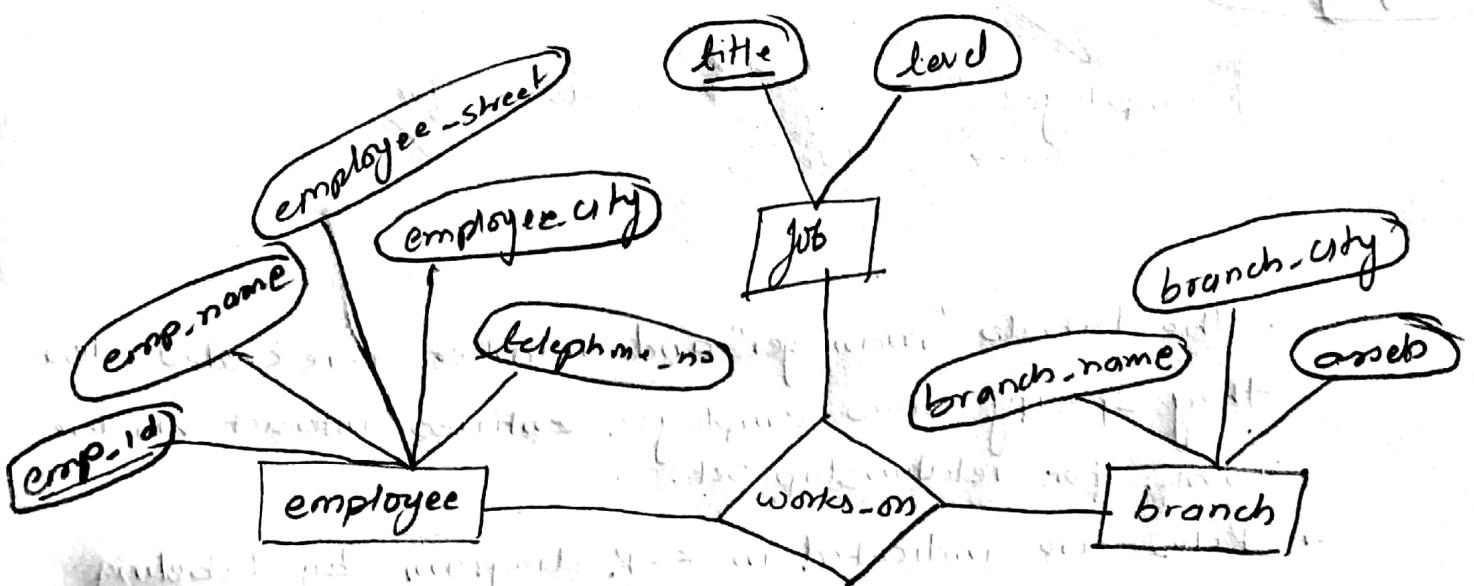 title
level
employee_street
employee_city
Job
branch_city
emp_name
telephone_no
branch_name
assets
emp_id
employee
works_on
branch